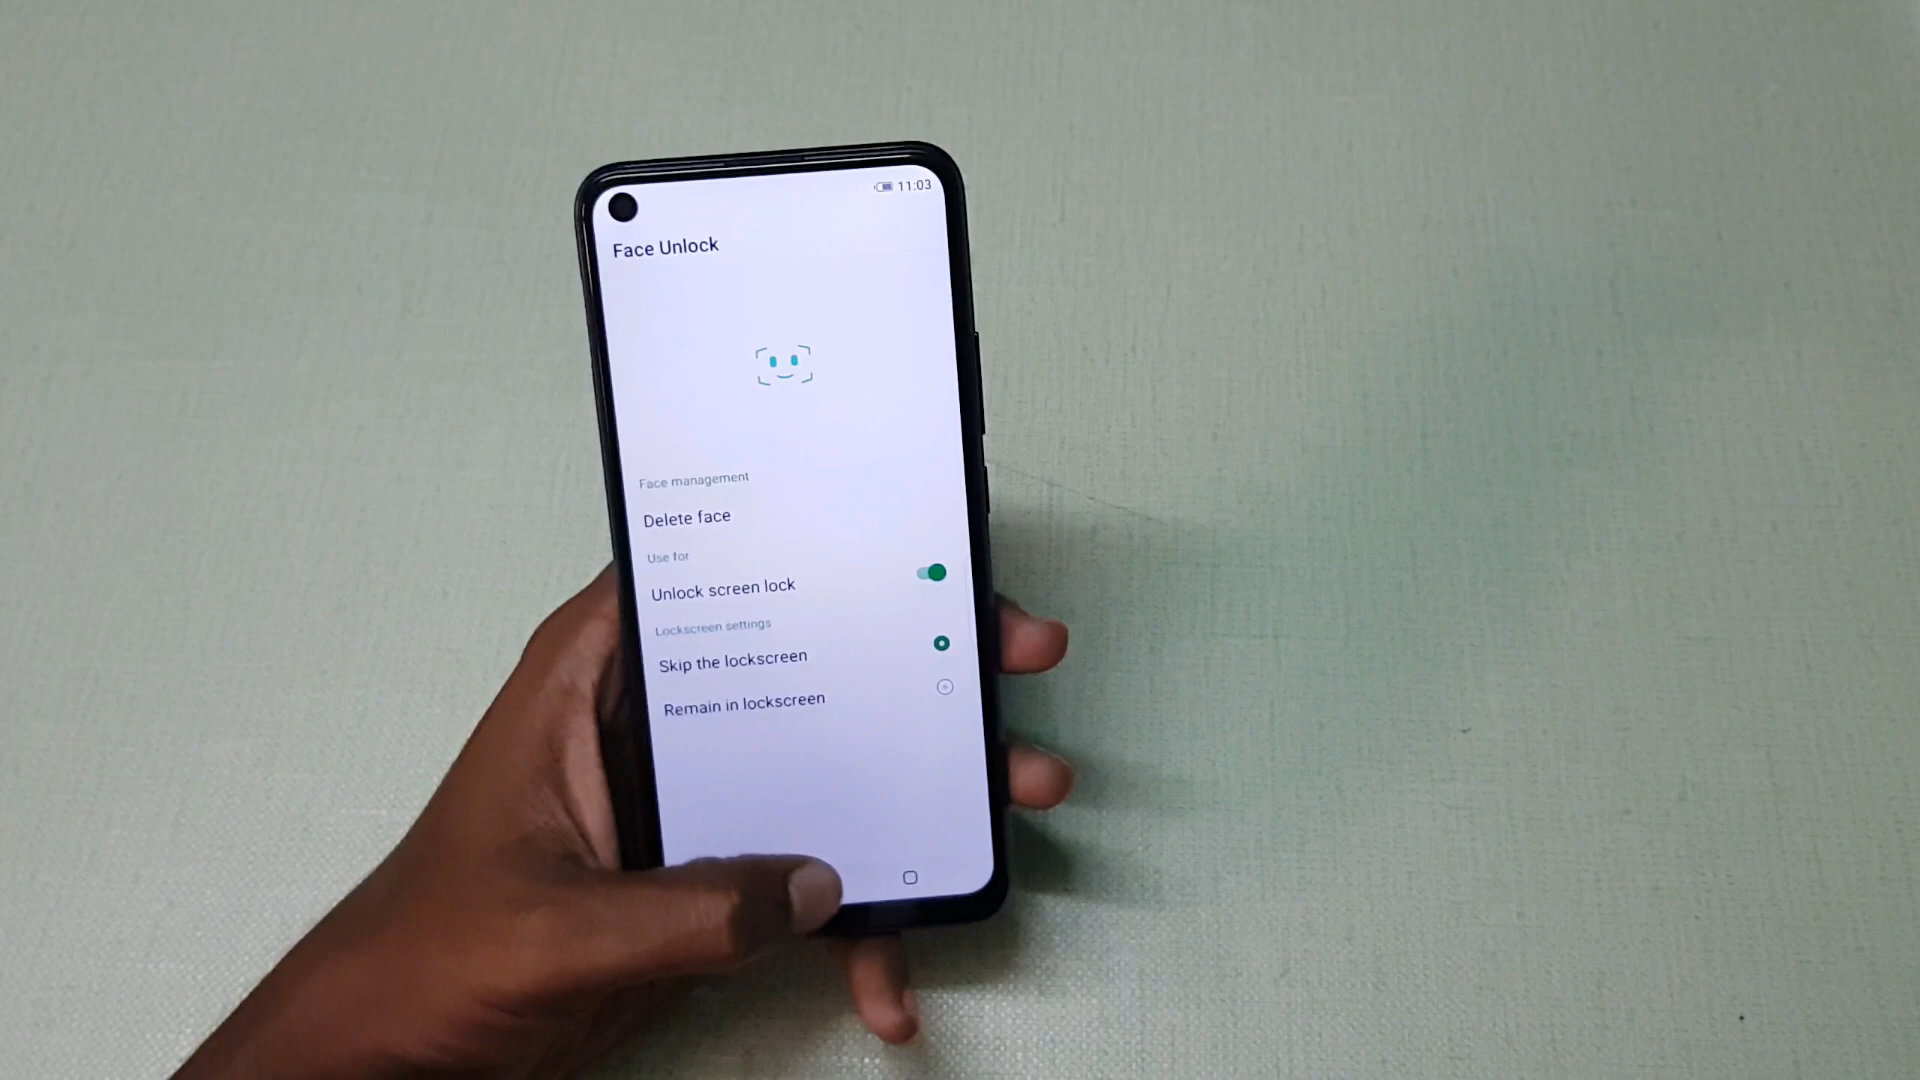 11:03
Face Unlock
Face management
Delete face
Use for
Unlock screen lock
Lockscreen settings
Skip the lockscreen
Remain in lockscreen